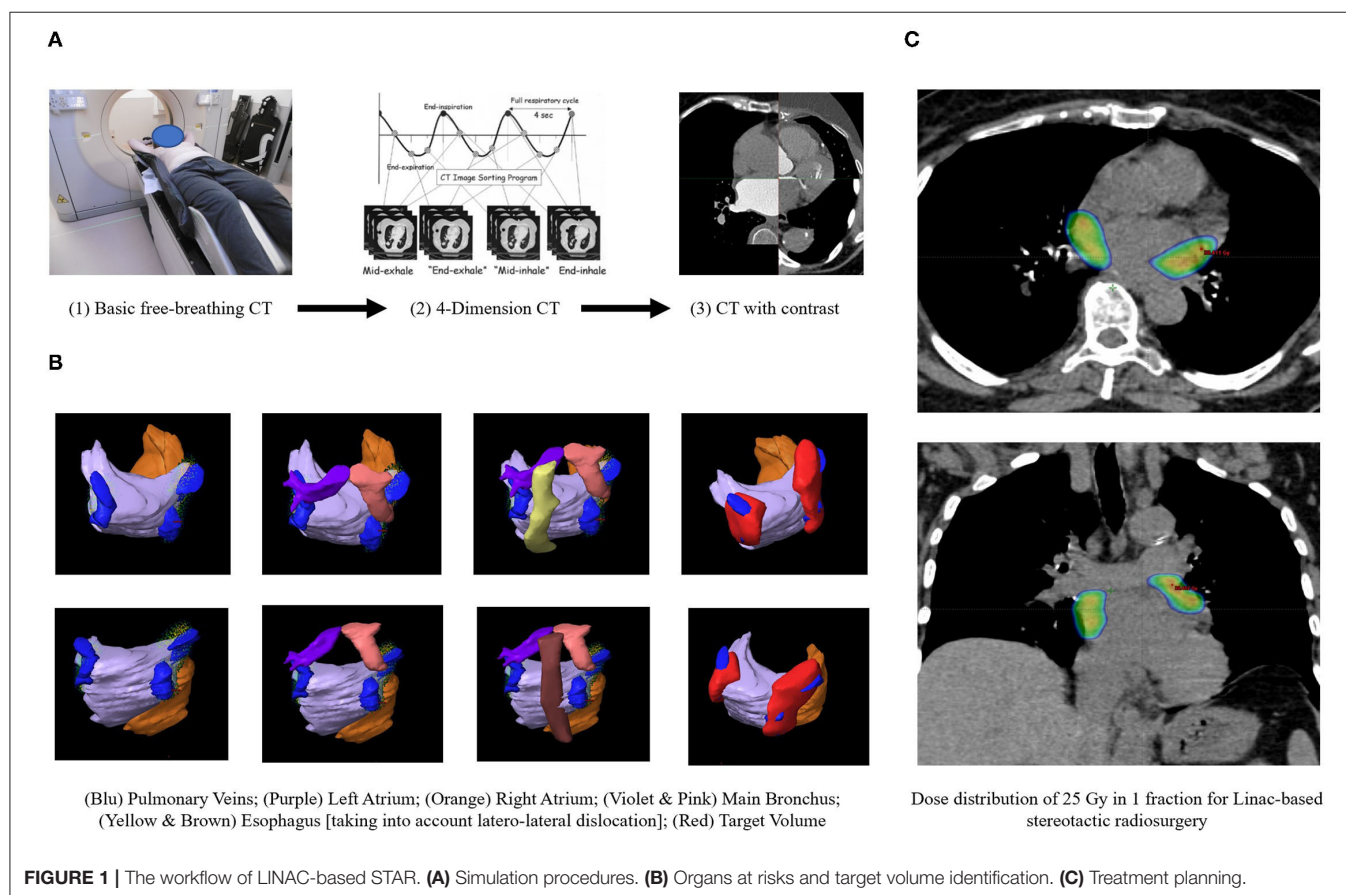 A
C
End-inspiration
Full respiratory cycle
4 sec
End-expiration
CT Image Sorting Program
Mid-exhale "End-exhale" "Mid-inhale" End-inhale
(1) Basic free-breathing CT
(2) 4-Dimension CT
(3) CT with contrast
B
(Blu) Pulmonary Veins; (Purple) Left Atrium; (Orange) Right Atrium; (Violet & Pink) Main Bronchus;
(Yellow & Brown) Esophagus [taking into account latero-lateral dislocation]; (Red) Target Volume
Dose distribution of 25 Gy in 1 fraction for Linac-based
stereotactic radiosurgery
FIGURE 1 | The workflow of LINAC-based STAR. (A) Simulation procedures. (B) Organs at risks and target volume identification. (C) Treatment planning.